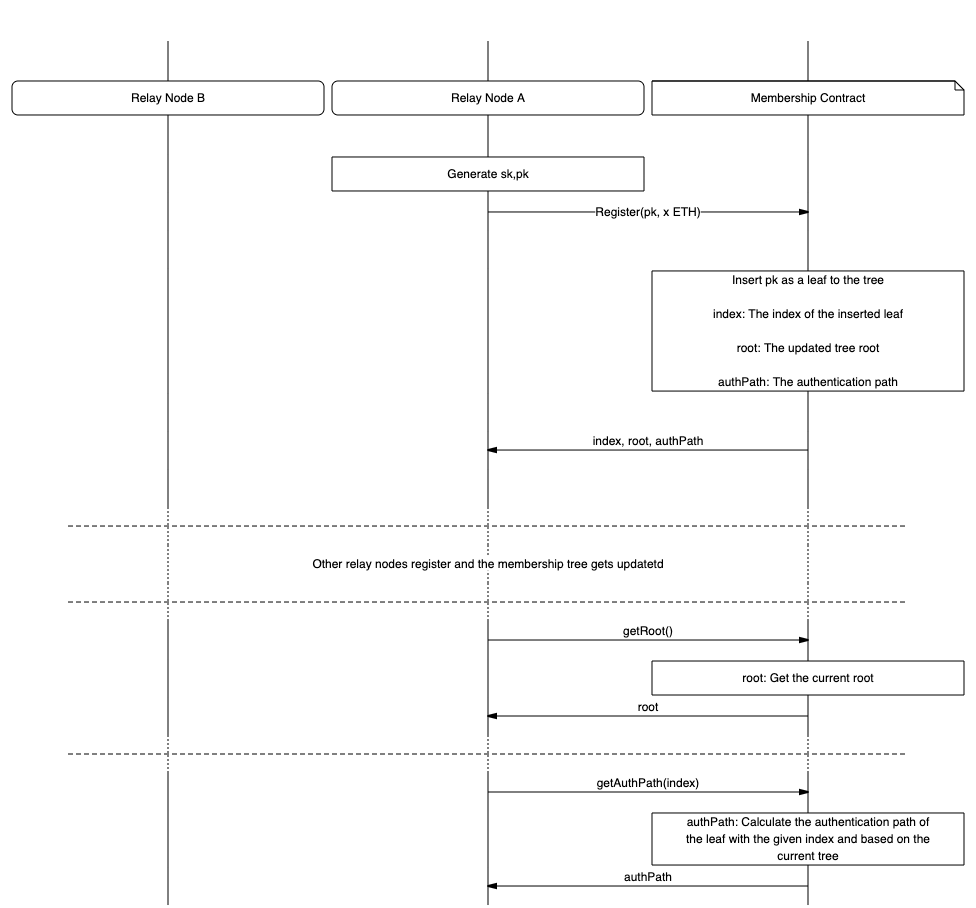 Relay Node B
Relay Node A
Membership Contract
Generate sk,pk
Register(pk, x ETH)
Insert pk as a leaf to the tree
index: The index of the inserted leaf
root: The updated tree root
authPath: The authentication path
index, root, authPath
Other relay nodes register and the membership tree gets updatetd
getRoot()
root: Get the current root
root
getAuthPath(index)
authPath: Calculate the authentication path of
the leaf with the given index and based on the
current tree
authPath